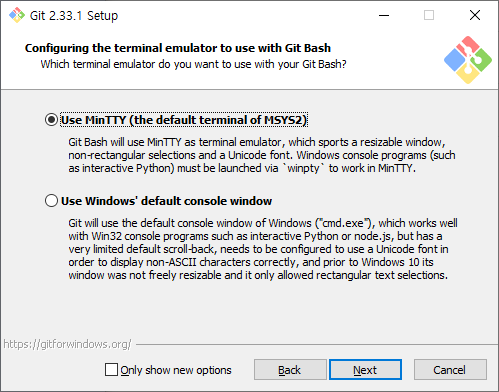 Git 2.33.1 Setup
Configuring the terminal emulator to use with Git Bash
Which terminal emulator do you want to use with your Git Bash?
Use MinTTY (the default terminal of MSYS2)
Git Bash will use MinTTY as terminal emulator, which sports a resizable window,
non-rectangular selections and a Unicode font. Windows console programs (such
as interactive Python) must be launched via `winpty` to work in MinTTY.
Use Windows' default console window
Git will use the default console window of Windows ("cmd.exe"), which works well
with Win32 console programs such as interactive Python or node.js, but has a
very limited default scroll-back, needs to be configured to use a Unicode font in
order to display non-ASCII characters correctly, and prior to Windows 10 its
window was not freely resizable and it only allowed rectangular text selections.
https://gitforwindows.org/
Only show new options
Back
Next
Cancel